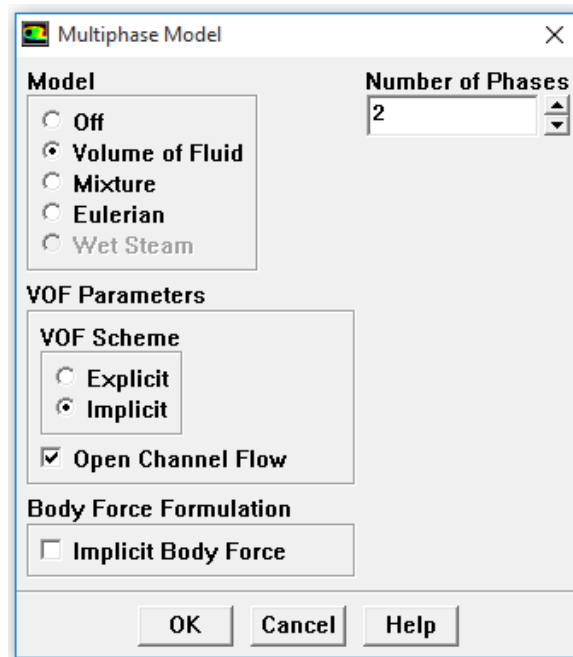 Multiphase Model
Model
Number of Phases
Off
2
Volume of Fluid
Mixture
Eulerian
Wet Steam
VOF Parameters
VOF Scheme
Explicit
Implicit
Open Channel Flow
Body Force Formulation
Implicit Body Force
OK Cancel Help